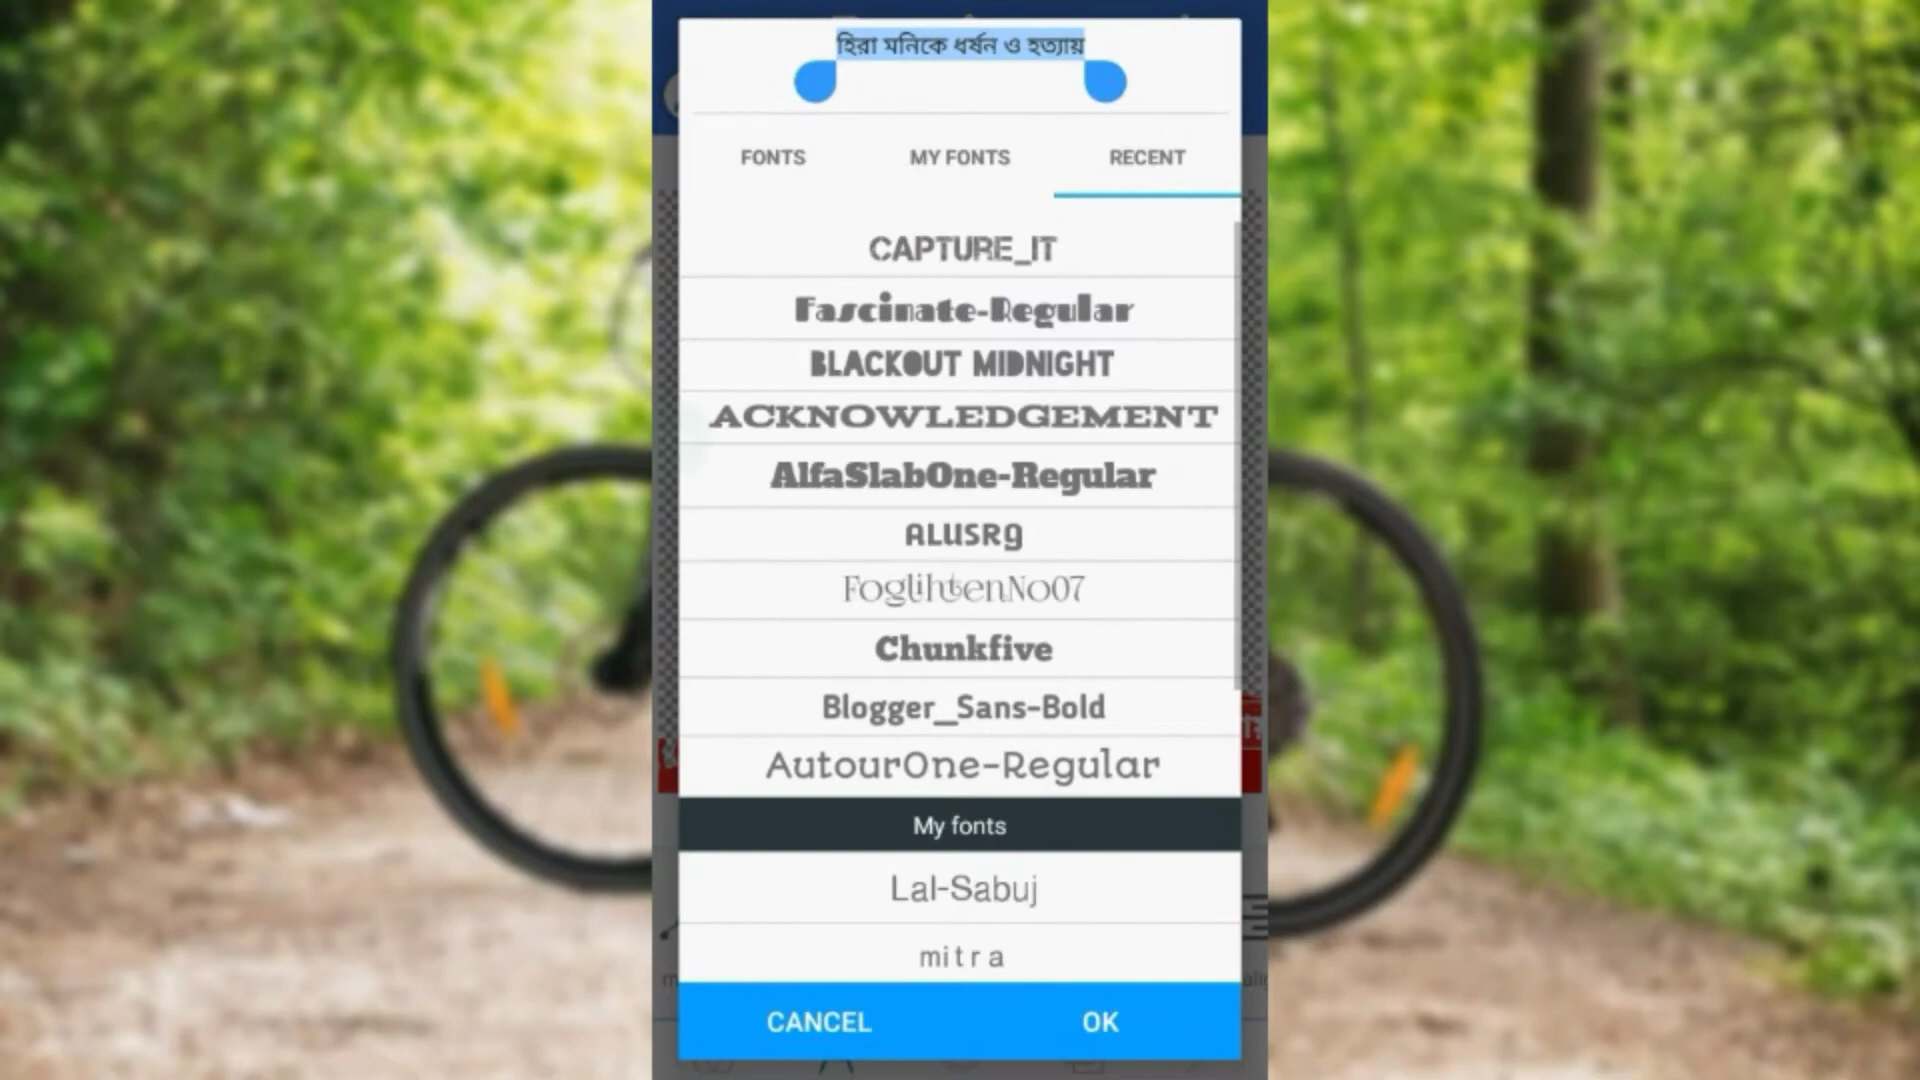 হিরা মনিকে ধর্ষন ও হত্যায়
FONTS MY FONTS RECENT
CAPTURE_IT
Fascinate-Regular
BLACKOUT MIDNIGHT
ACKNOWLEDGEMENT
AlfaSlabOne-Regular
ALUSRG
FoglihtenNo07
Chunkfive
Blogger_Sans-Bold
AutourOne-Regular
My fonts
Lal-Sabuj
mitra
CANCEL OK